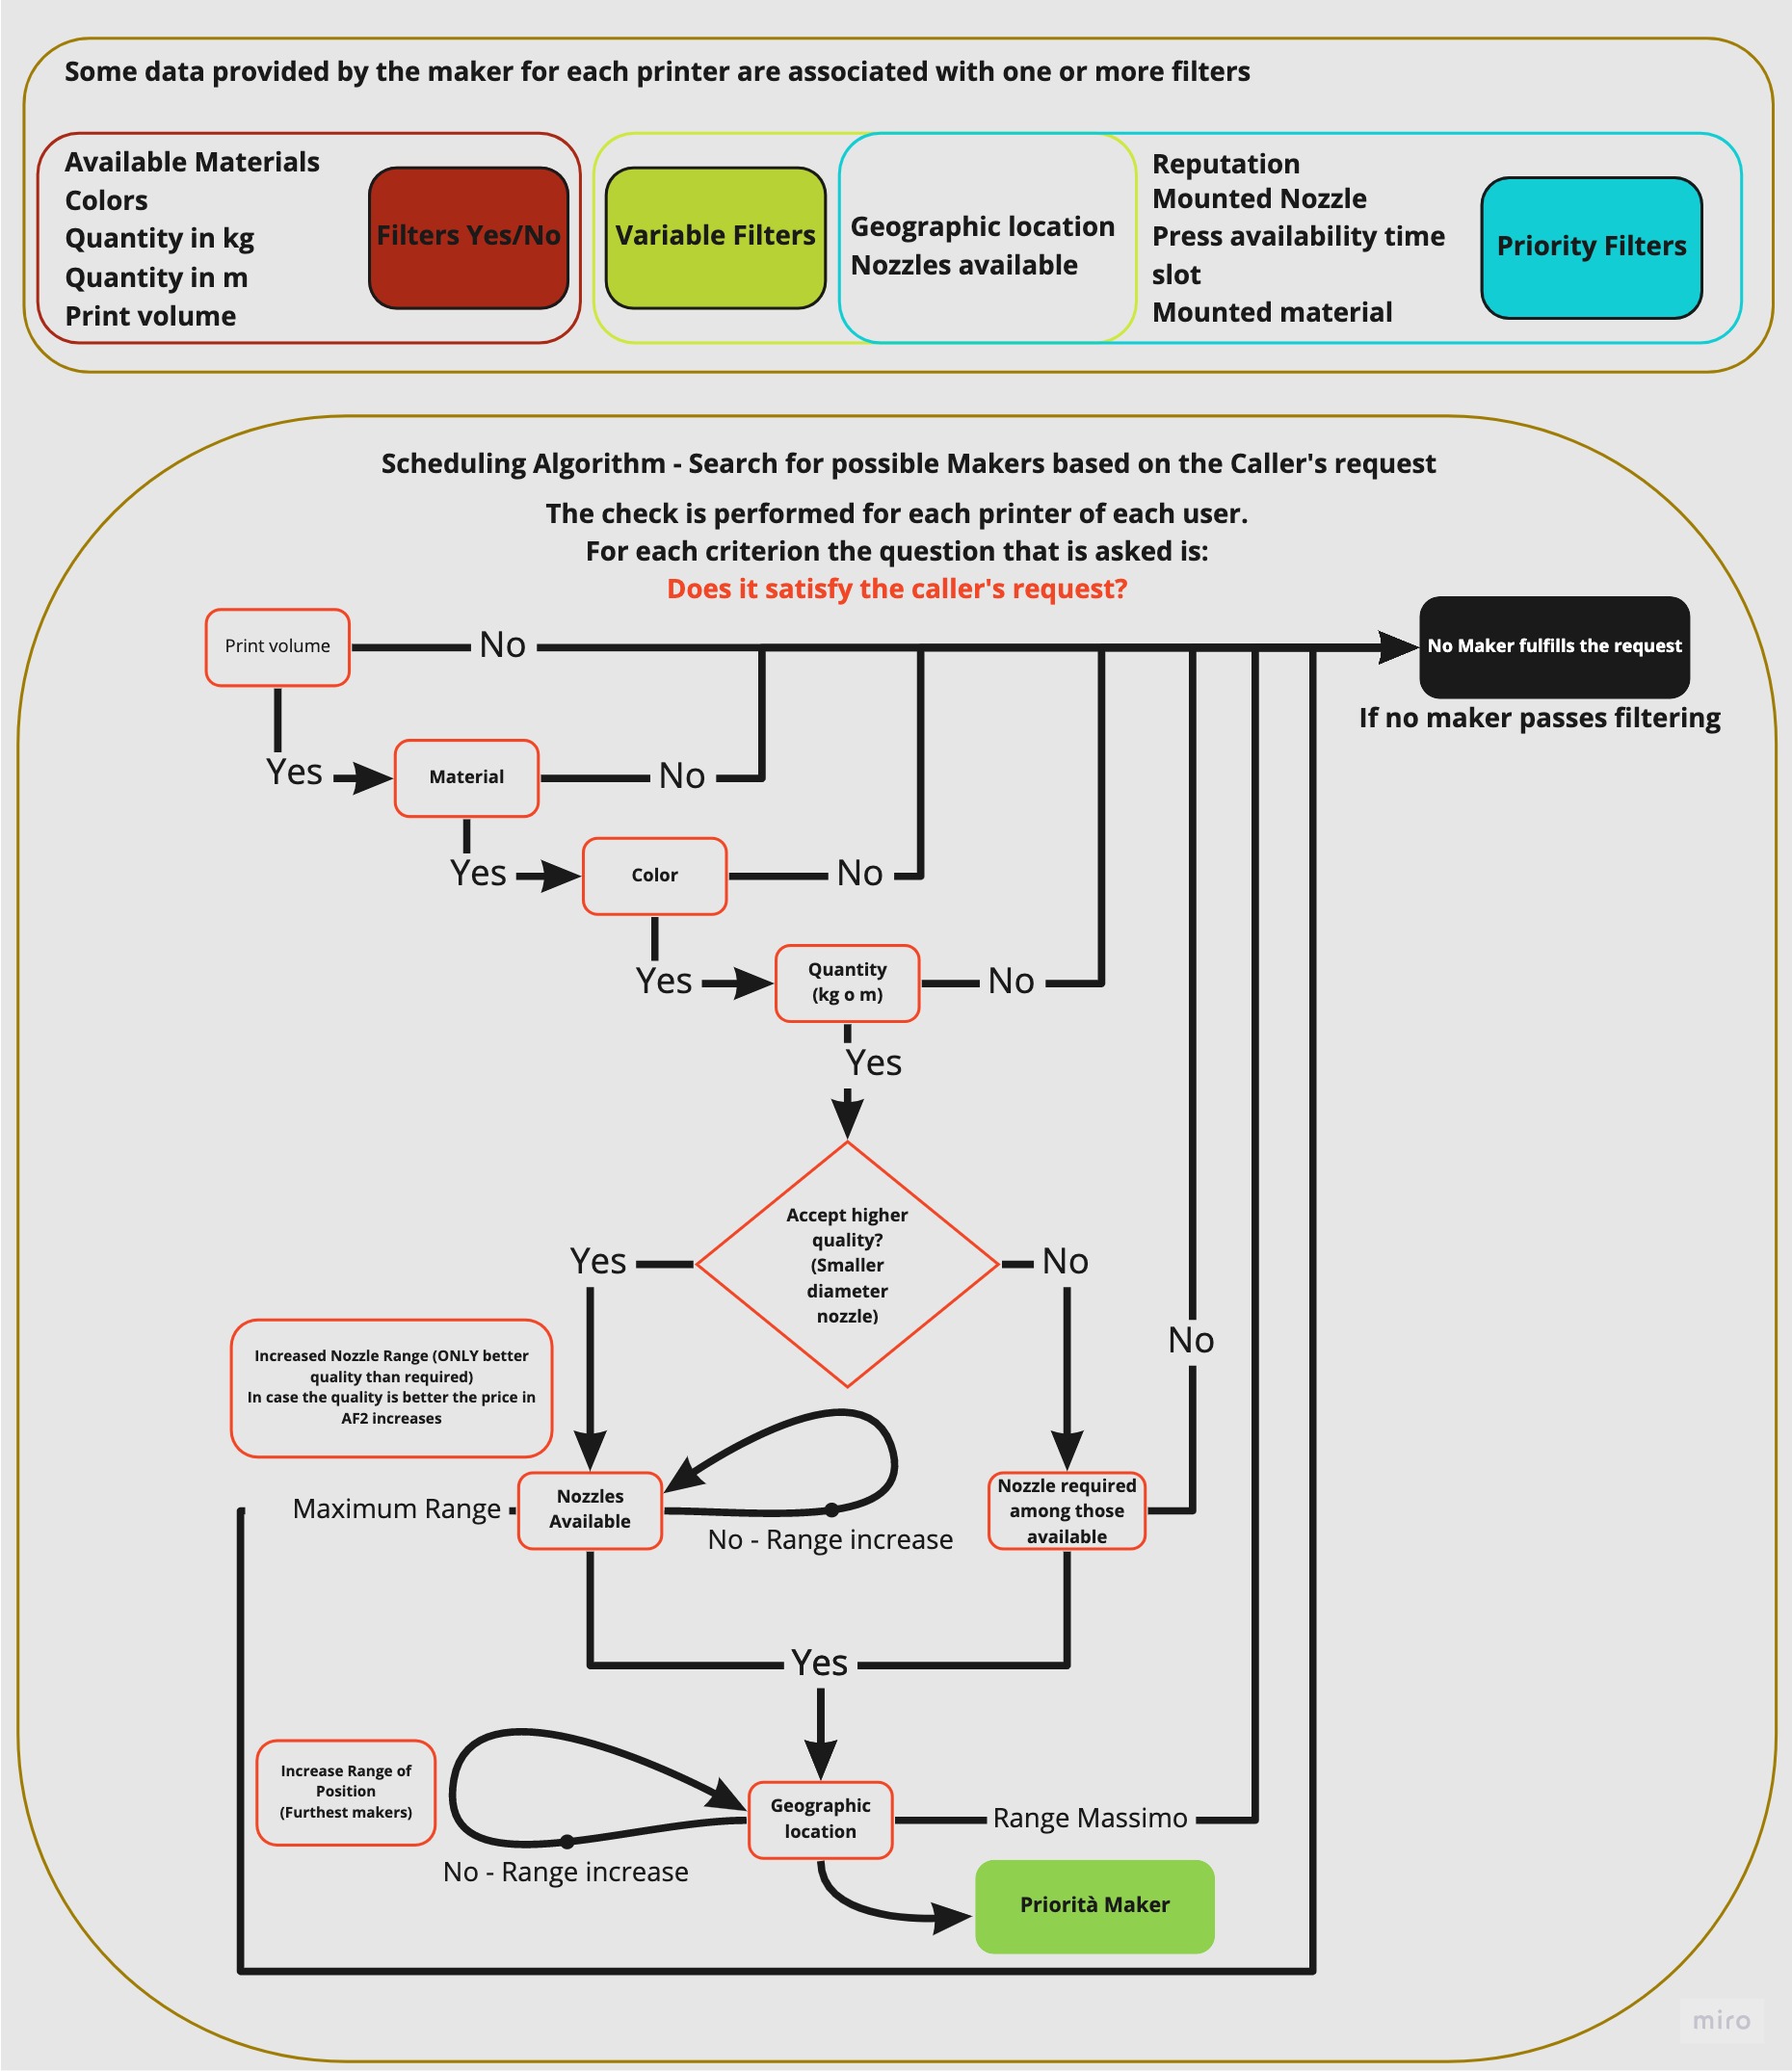 Some data provided by the maker for each printer are associated with one or more filters
Available Materials
Colors
Quantity in kg
Quantity in m
Print volume
Filters Yes/No
Variable Filters
Geographic location
Nozzles available
Reputation
Mounted Nozzle
Press availability time
slot
Mounted material
Priority Filters
Scheduling Algorithm - Search for possible Makers based on the Caller's request
The check is performed for each printer of each user.
For each criterion the question that is asked is:
Does it satisfy the caller's request?
Print volume
No
No Maker fulfills the request
If no maker passes filtering
Yes
Material
No
Yes
Color
No
Yes
Quantity
(kg o m)
No
Yes
Accept higher
quality?
(Smaller
diameter
nozzle)
Yes
No
No
Increased Nozzle Range (ONLY better
quality than required)
In case the quality is better the price in
AF2 increases
Maximum Range
Nozzles
Available
No - Range increase
Nozzle required
among those
available
Yes
Increase Range of
Position
(Furthest makers)
No - Range increase
Geographic
location
Range Massimo
Priorità Maker
miro